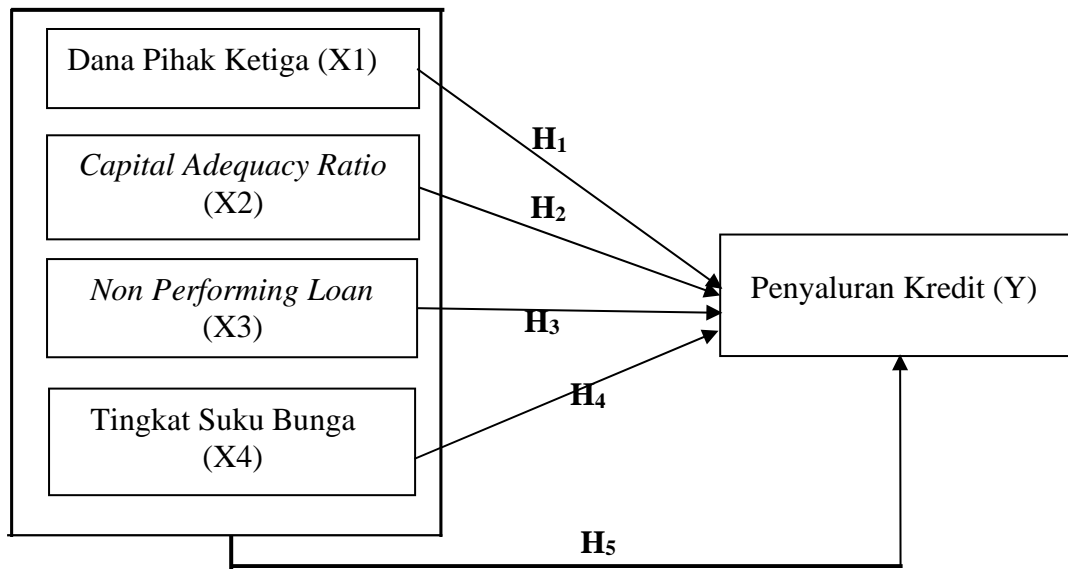 Dana Pihak Ketiga (X1)
Capital Adequacy Ratio
(X2)
Non Performing Loan
(X3)
Tingkat Suku Bunga
(X4)
H₁
H₂
H₃
H₄
Penyaluran Kredit (Y)
H₅